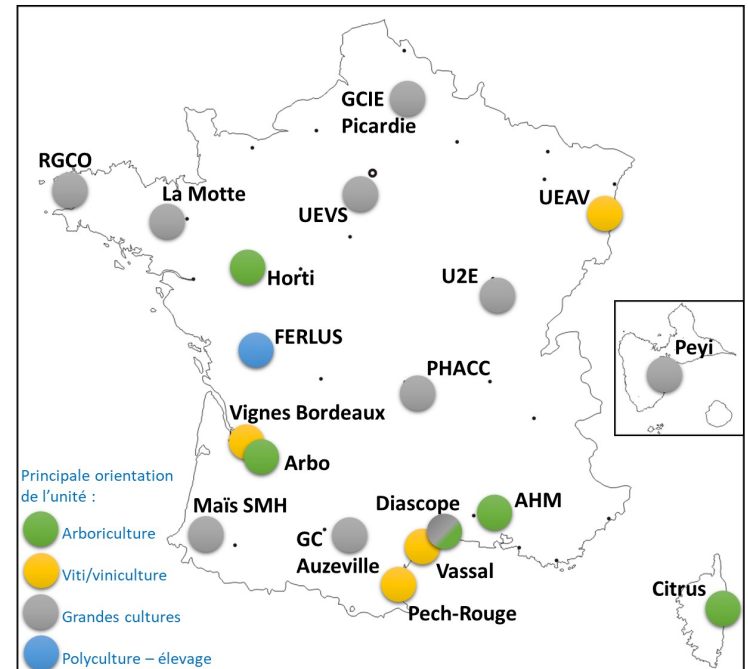 GCIE
Picardie
RGCO
La Motte
UEVS
UEAV
Horti
U2E
FERLUS
Peyi
PHACC
Vignes Bordeaux
Arbo
Principale orientation
de l'unité :
Maïs SMH
Diascope
AHM
Arboriculture
GC
Auzeville
Vassal
Viti/viniculture
Citrus
Pech-Rouge
Grandes cultures
Polyculture – élevage